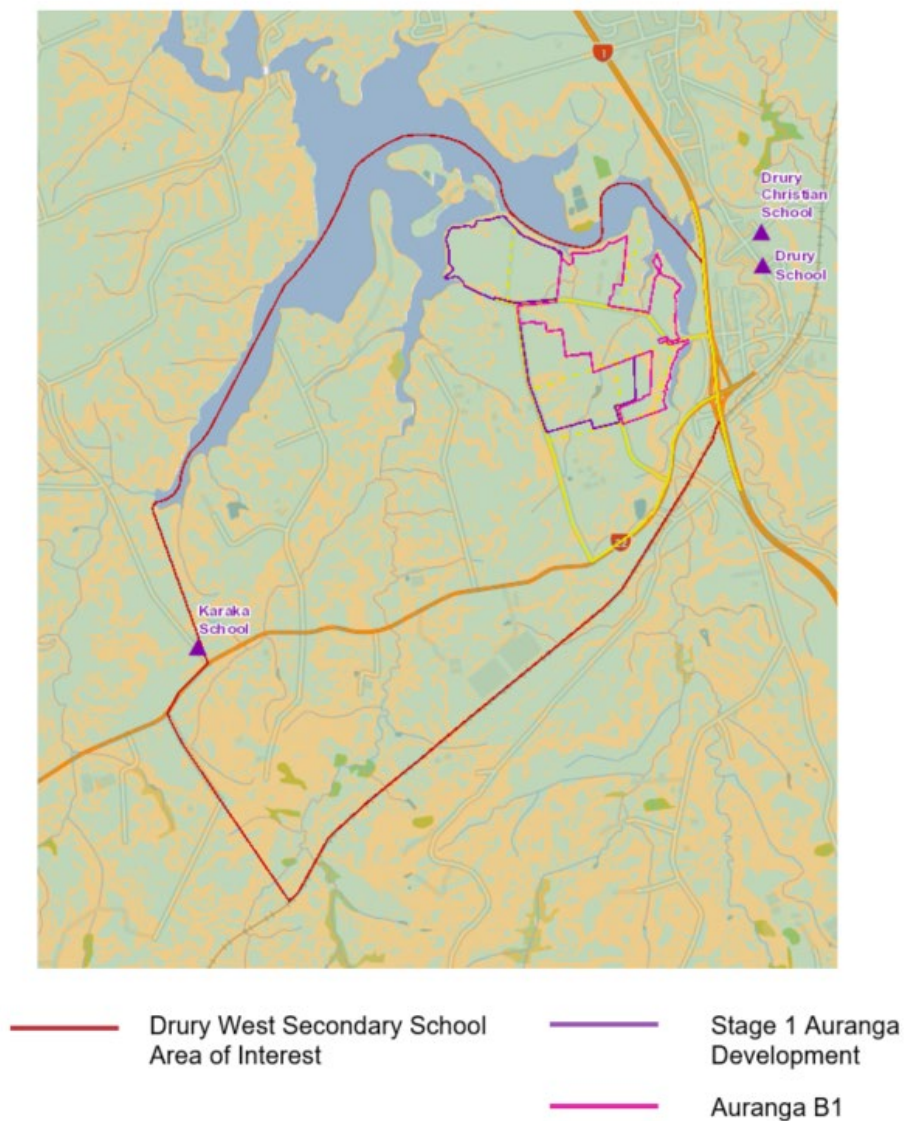 1
Drury
Christian
School
Drury
School
22
Karaka
School
Drury West Secondary School
Area of Interest
Stage 1 Auranga
Development
Auranga B1